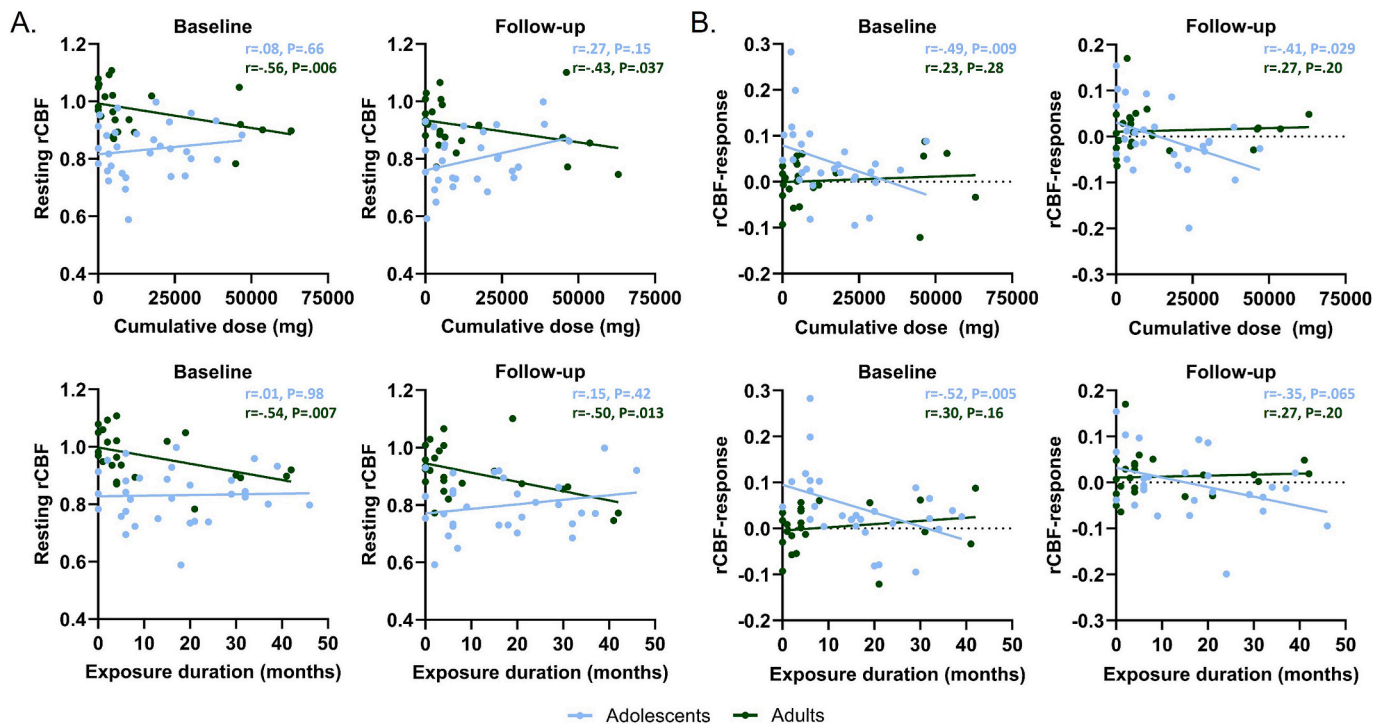 A.
Baseline
r=.08, P=.66
r=-.56, P=.006
Resting rCBF
1.2
1.0
0.8
0.6
0.4
0 25000 50000 75000
Cumulative dose (mg)
Follow-up
r=.27, P=.15
r=-.43, P=.037
Resting rCBF
1.2
1.0
0.8
0.6
0.4
0 25000 50000 75000
Cumulative dose (mg)
B.
Baseline
r=-.49, P=.009
r=.23, P=.28
rCBF-response
0.3
0.2
0.1
0.0
-0.1
-0.2
0 25000 50000 75000
Cumulative dose (mg)
Follow-up
r=-.41, P=.029
r=.27, P=.20
rCBF-response
0.2
0.1
0.0
-0.1
-0.2
-0.3
0 25000 50000 75000
Cumulative dose (mg)
Baseline
r=.01, P=.98
r=-.54, P=.007
Resting rCBF
1.2
1.0
0.8
0.6
0.4
0 10 20 30 40 50
Exposure duration (months)
Follow-up
r=.15, P=.42
r=-.50, P=.013
Resting rCBF
1.2
1.0
0.8
0.6
0.4
0 10 20 30 40 50
Exposure duration (months)
Baseline
r=-.52, P=.005
r=.30, P=.16
rCBF-response
0.3
0.2
0.1
0.0
-0.1
-0.2
0 10 20 30 40 50
Exposure duration (months)
Follow-up
r=-.35, P=.065
r=.27, P=.20
rCBF-response
0.2
0.1
0.0
-0.1
-0.2
-0.3
0 10 20 30 40 50
Exposure duration (months)
Adolescents Adults